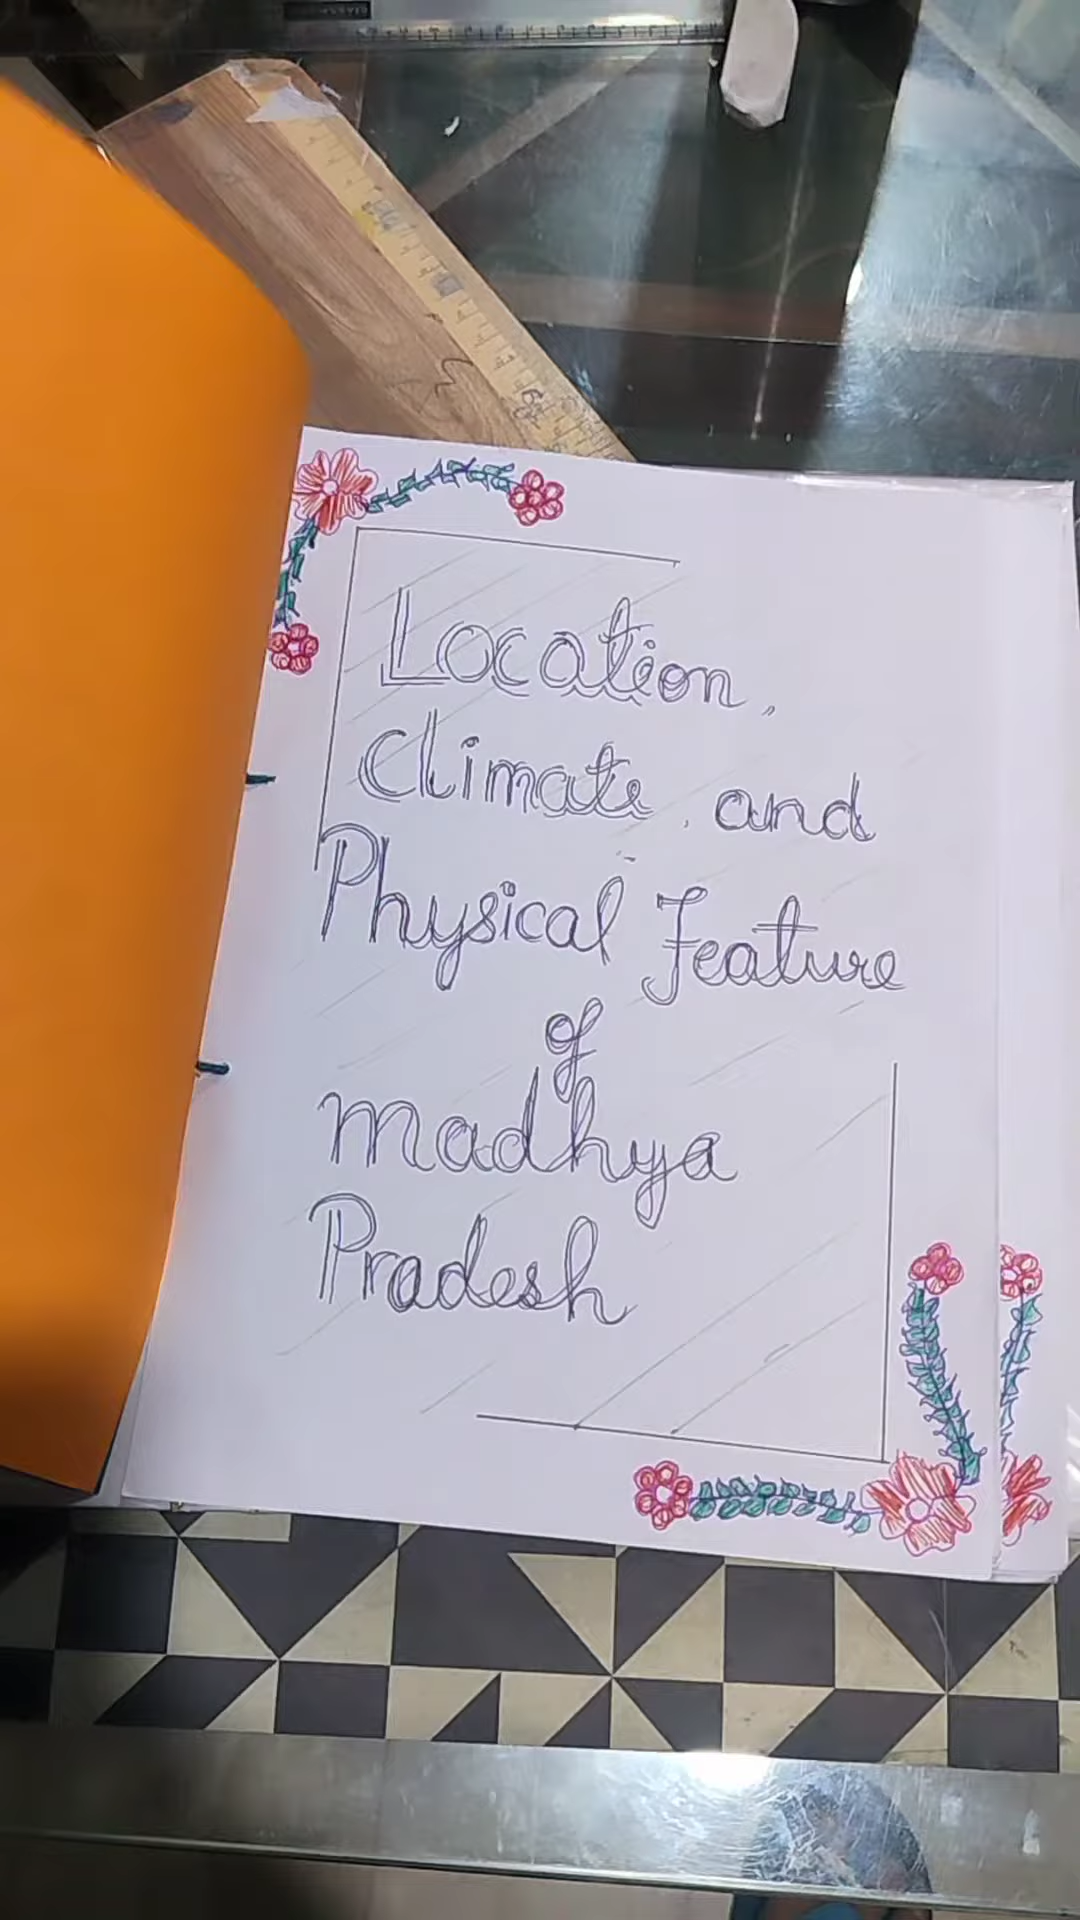 Location,
Climate, and
Physical Feature
of
madhya
Pradesh